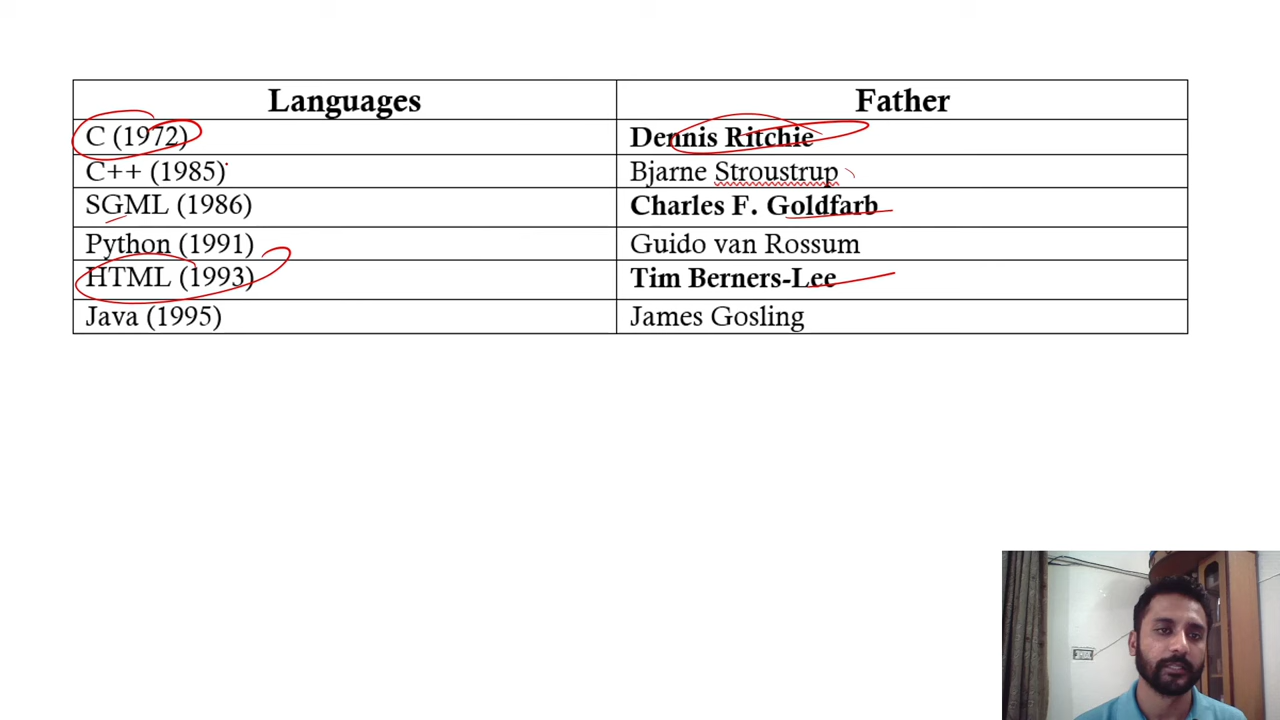 Languages Father
C (1972) Dennis Ritchie
C++ (1985) Bjarne Stroustrup
SGML (1986) Charles F. Goldfarb
Python (1991) Guido van Rossum
HTML (1993) Tim Berners-Lee
Java (1995) James Gosling